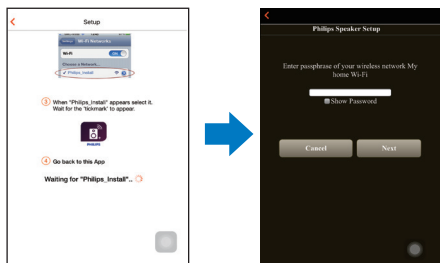 Setup
Wi-Fi Networks
Wi-Fi
ON
Choose a Network...
Philips_Install
3 When "Philips_Install" appears select it.
Wait for the 'tickmark' to appear.
PHILIPS
4 Go back to this App
Waiting for "Philips_Install"..
Philips Speaker Setup
Enter passphrase of your wireless network My
home Wi-Fi
Show Password
Cancel
Next